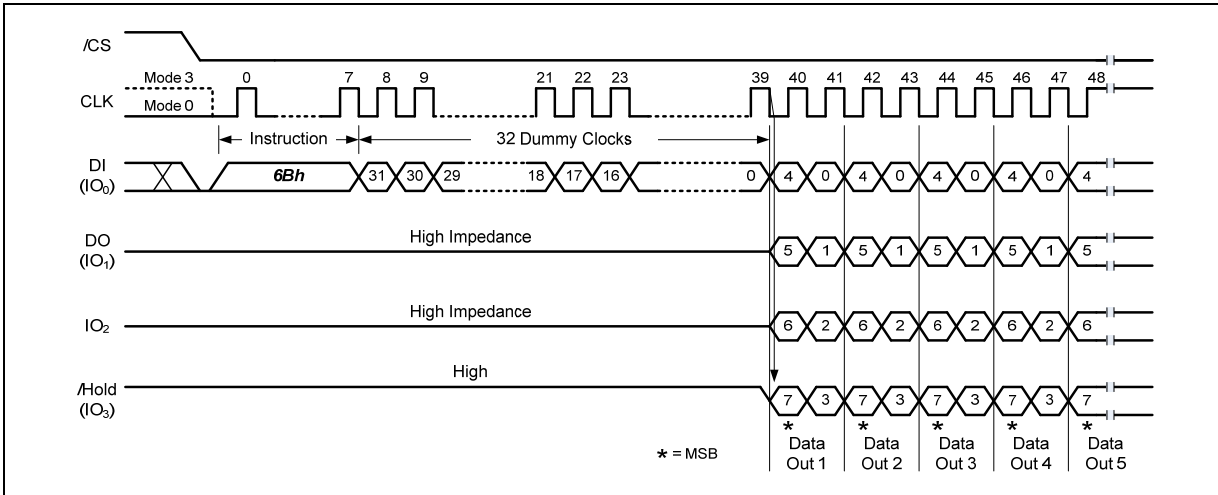 /CS
Mode 3 0 7 8 9 21 22 23 39 40 41 42 43 44 45 46 47 48
CLK
Mode 0
Instruction 32 Dummy Clocks
DI
(IO0)
6Bh 31 30 29 18 17 16 0 4 0 4 0 4 0 4 0 4
High Impedance
DO
(IO1)
5 1 5 1 5 1 5 1 5
High Impedance
IO2 6 2 6 2 6 2 6 2 6
High
/Hold
(IO3)
7 3 7 3 7 3 7 3 7
* * * * *
* = MSB
Data Out 1
Data Out 2
Data Out 3
Data Out 4
Data Out 5